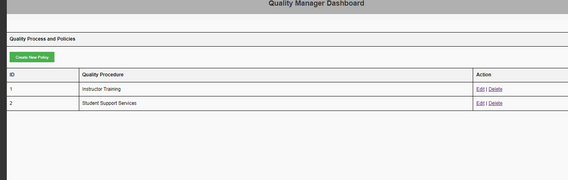 Quality Manager Dashboard
Quality Process and Policies
Create New Policy
ID Quality Procedure Action
1 Instructor Training Edit | Delete
2 Student Support Services Edit | Delete